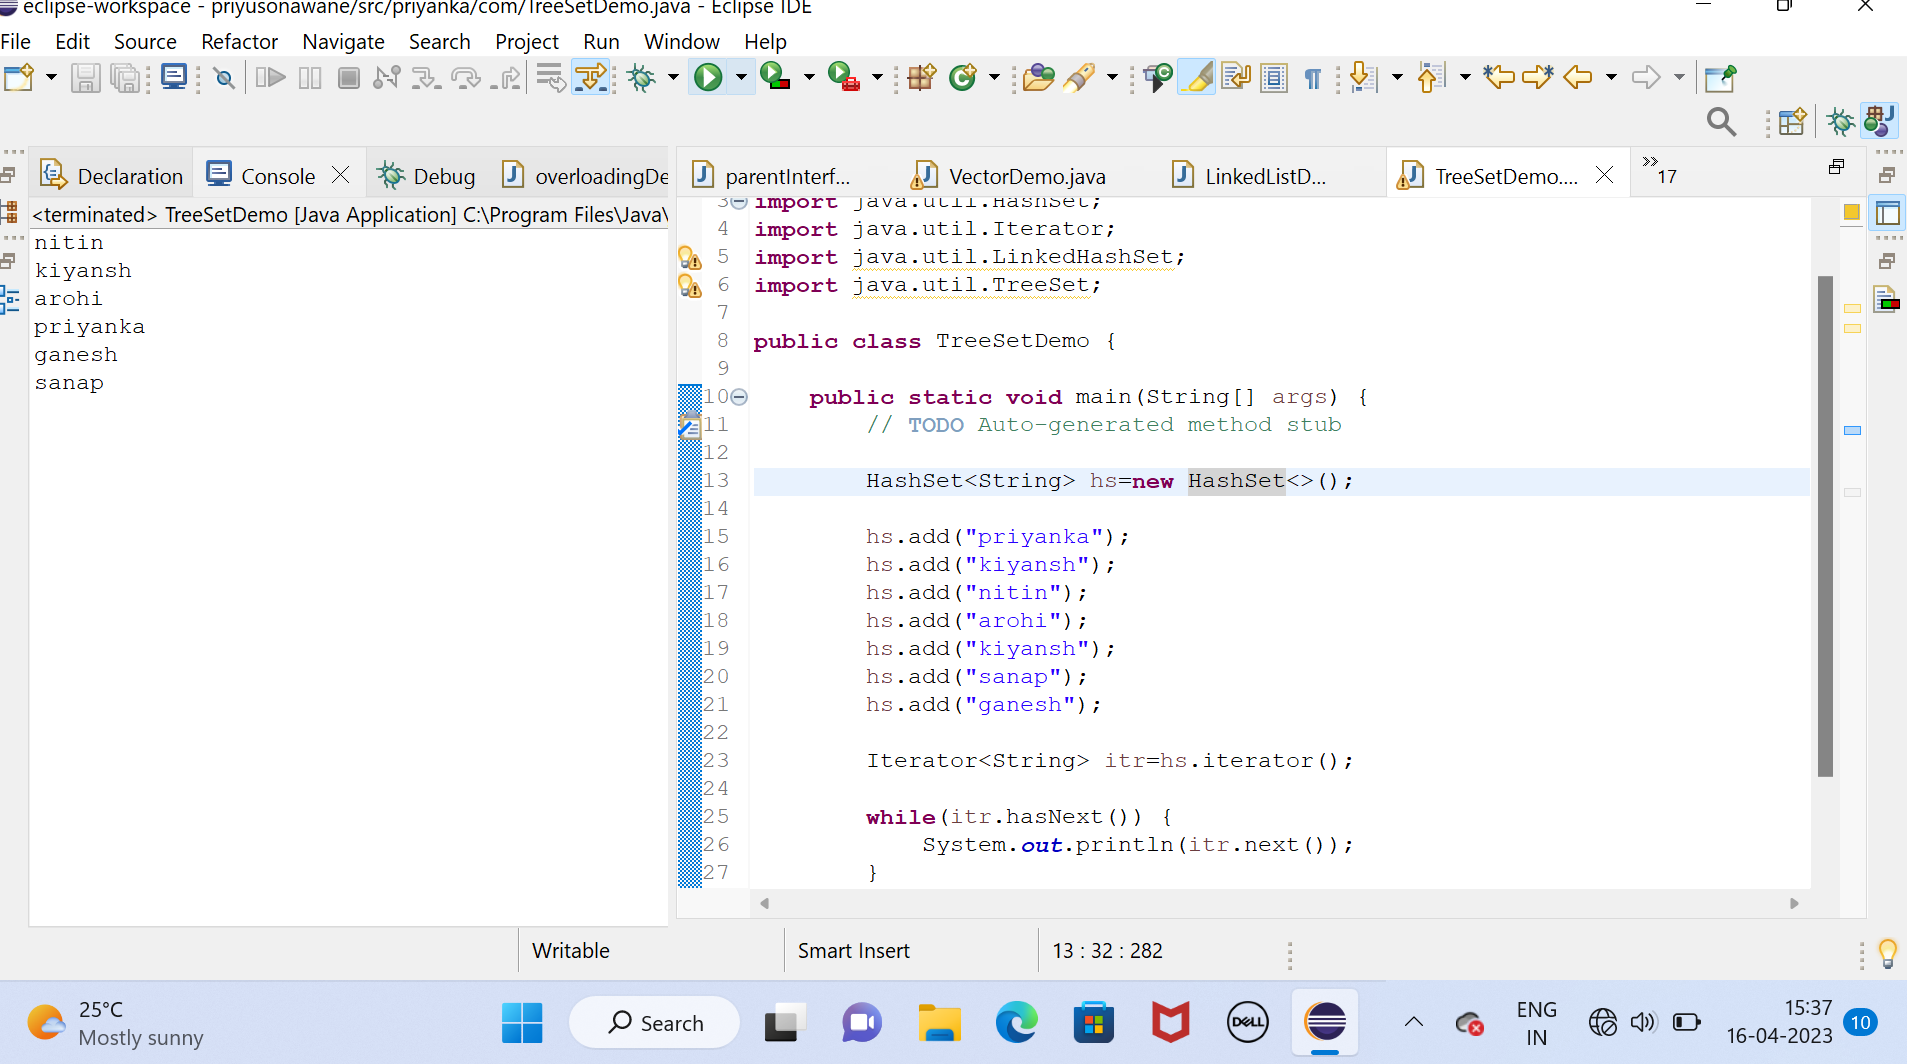 eclipse-workspace - priyusonawane/src/priyanka/com/TreeSetDemo.java - Eclipse IDE
File Edit Source Refactor Navigate Search Project Run Window Help
Declaration Console Debug overloadingDe
parentInterf... VectorDemo.java LinkedListD... TreeSetDemo.... 17
<terminated> TreeSetDemo [Java Application] C:\Program Files\Java\
nitin
kiyansh
arohi
priyanka
ganesh
sanap
3 import java.util.HashSet;
4 import java.util.Iterator;
5 import java.util.LinkedHashSet;
6 import java.util.TreeSet;
7
8 public class TreeSetDemo {
9
10 public static void main(String[] args) {
11 // TODO Auto-generated method stub
12
13 HashSet<String> hs=new HashSet<>();
14
15 hs.add("priyanka");
16 hs.add("kiyansh");
17 hs.add("nitin");
18 hs.add("arohi");
19 hs.add("kiyansh");
20 hs.add("sanap");
21 hs.add("ganesh");
22
23 Iterator<String> itr=hs.iterator();
24
25 while(itr.hasNext()) {
26 System.out.println(itr.next());
27 }
Writable Smart Insert 13 : 32 : 282
25°C
Mostly sunny
Search
DELL
ENG
IN
15:37
16-04-2023
10